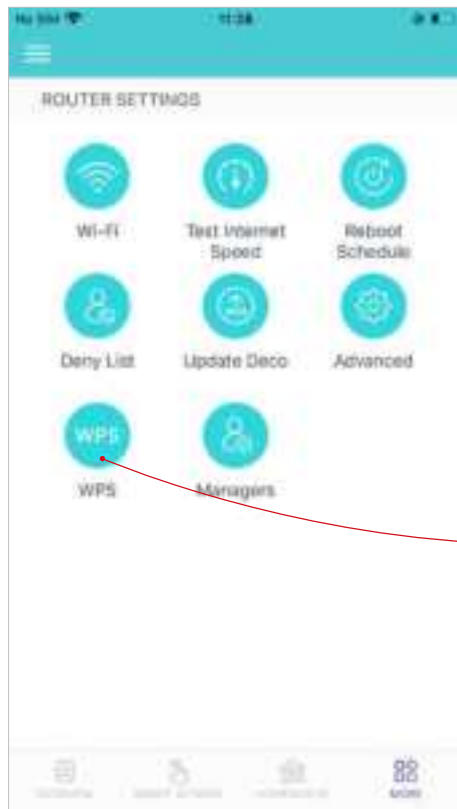 No SIM 11:28
ROUTER SETTINGS
Wi-Fi
Test Internet
Speed
Reboot
Schedule
Deny List
Update Deco
Advanced
WPS
WPS
Managers
MORE